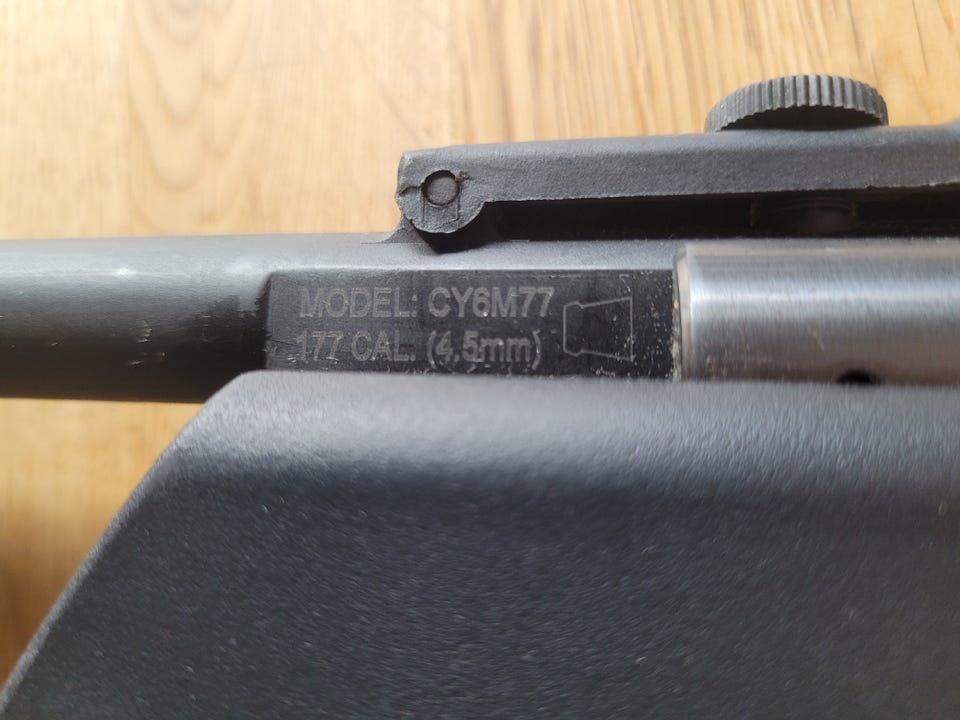 MODEL: CY6M77
177 CAL. (4.5mm)